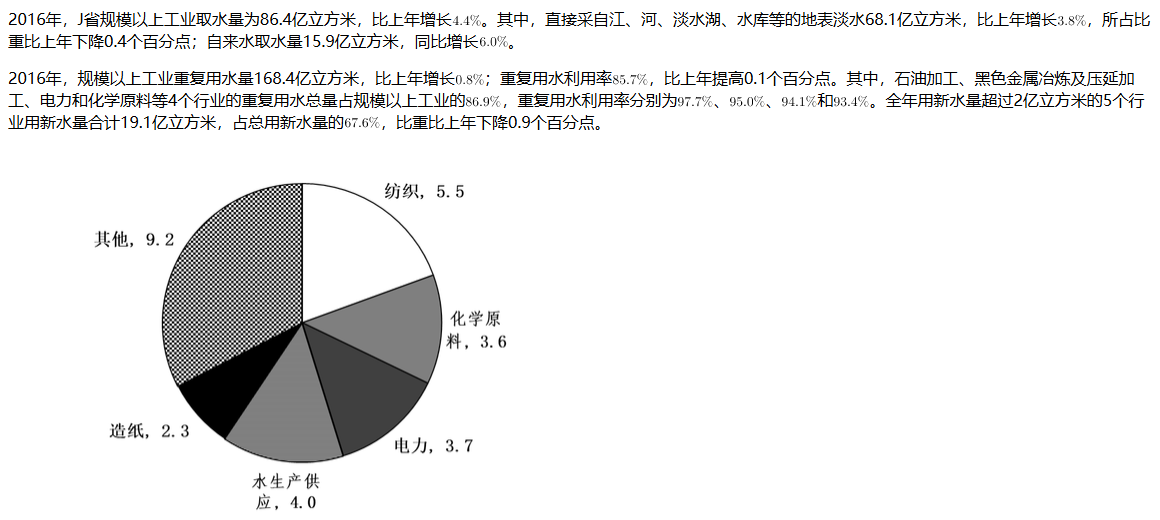 2016年，J省规模以上工业取水量为86.4亿立方米，比上年增长4.4%。其中，直接采自江、河、淡水湖、水库等的地表淡水68.1亿立方米，比上年增长3.8%，所占比
重比上年下降0.4个百分点；自来水取水量15.9亿立方米，同比增长6.0%。
2016年，规模以上工业重复用水量168.4亿立方米，比上年增长0.8%；重复用水利用率85.7%，比上年提高0.1个百分点。其中，石油加工、黑色金属冶炼及压延加
工、电力和化学原料等4个行业的重复用水总量占规模以上工业的86.9%，重复用水利用率分别为97.7%、95.0%、94.1%和93.4%。全年用新水量超过2亿立方米的5个行
业用新水量合计19.1亿立方米，占总用新水量的67.6%，比重比上年下降0.9个百分点。
纺织，5.5
其他，9.2
化学原
料，3.6
造纸，2.3
电力，3.7
水生产供
应，4.0